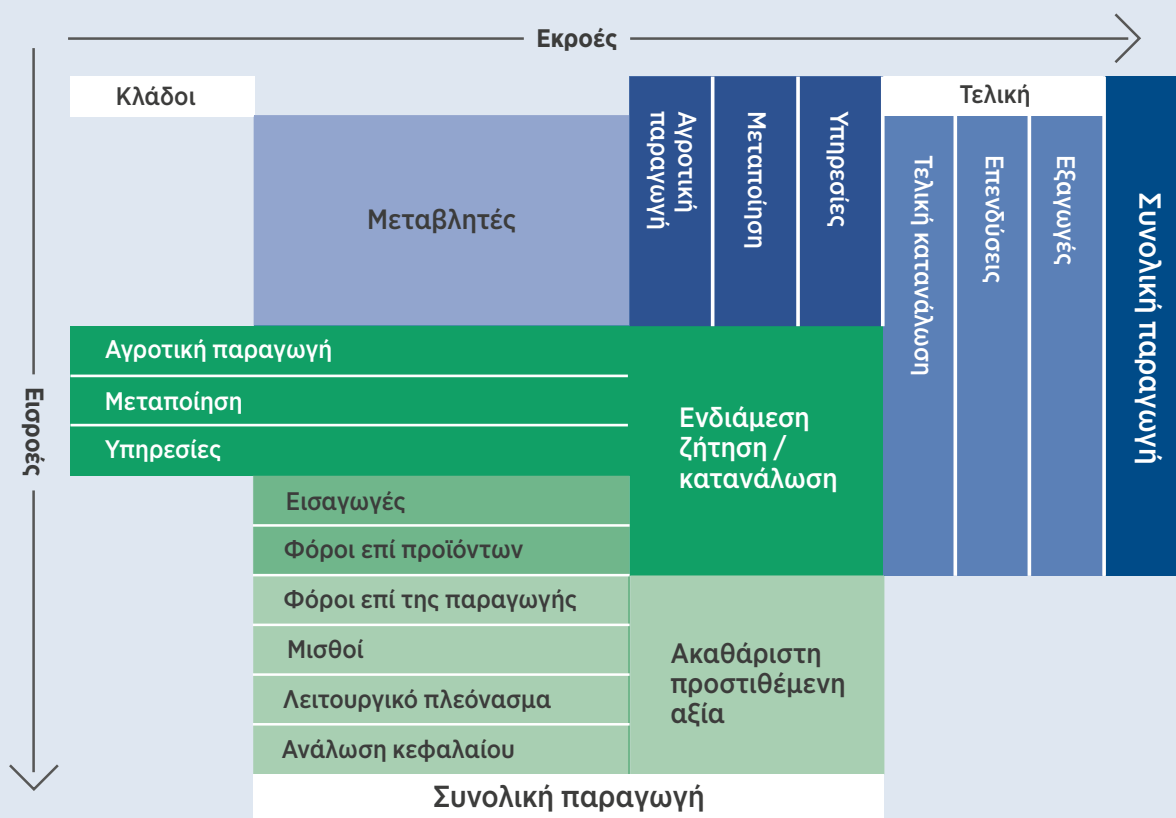 Εκροές
Κλάδοι
Τελική
Μεταβλητές
Αγροτική
παραγωγή
Μεταποίηση
Υπηρεσίες
Τελική κατανάλωση
Επενδύσεις
Εξαγωγές
Συνολική παραγωγή
Εισροές
Αγροτική παραγωγή
Μεταποίηση
Υπηρεσίες
Ενδιάμεση
ζήτηση /
κατανάλωση
Εισαγωγές
Φόροι επί προϊόντων
Φόροι επί της παραγωγής
Μισθοί
Λειτουργικό πλεόνασμα
Ανάλωση κεφαλαίου
Ακαθάριστη
προστιθέμενη
αξία
Συνολική παραγωγή